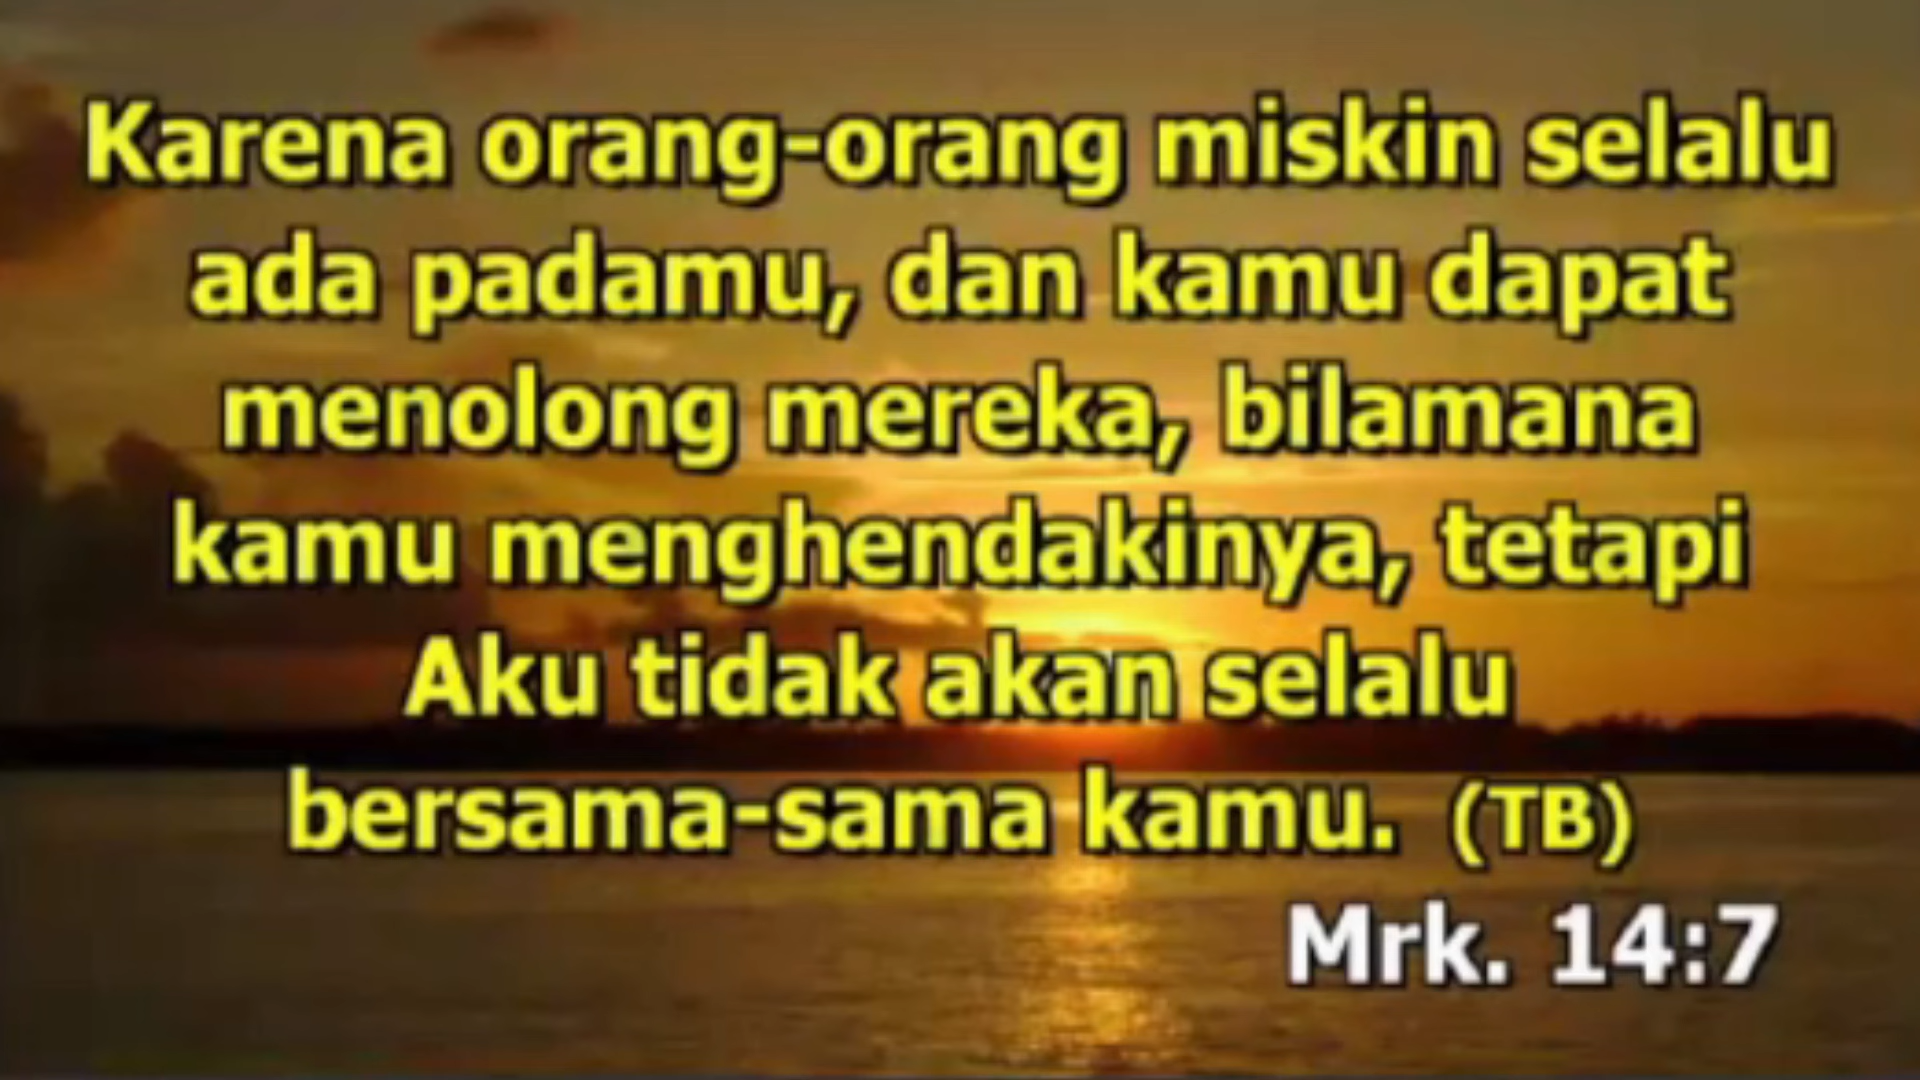 Karena orang-orang miskin selalu
ada padamu, dan kamu dapat
menolong mereka, bilamana
kamu menghendakinya, tetapi
Aku tidak akan selalu
bersama-sama kamu. (TB)
Mrk. 14:7